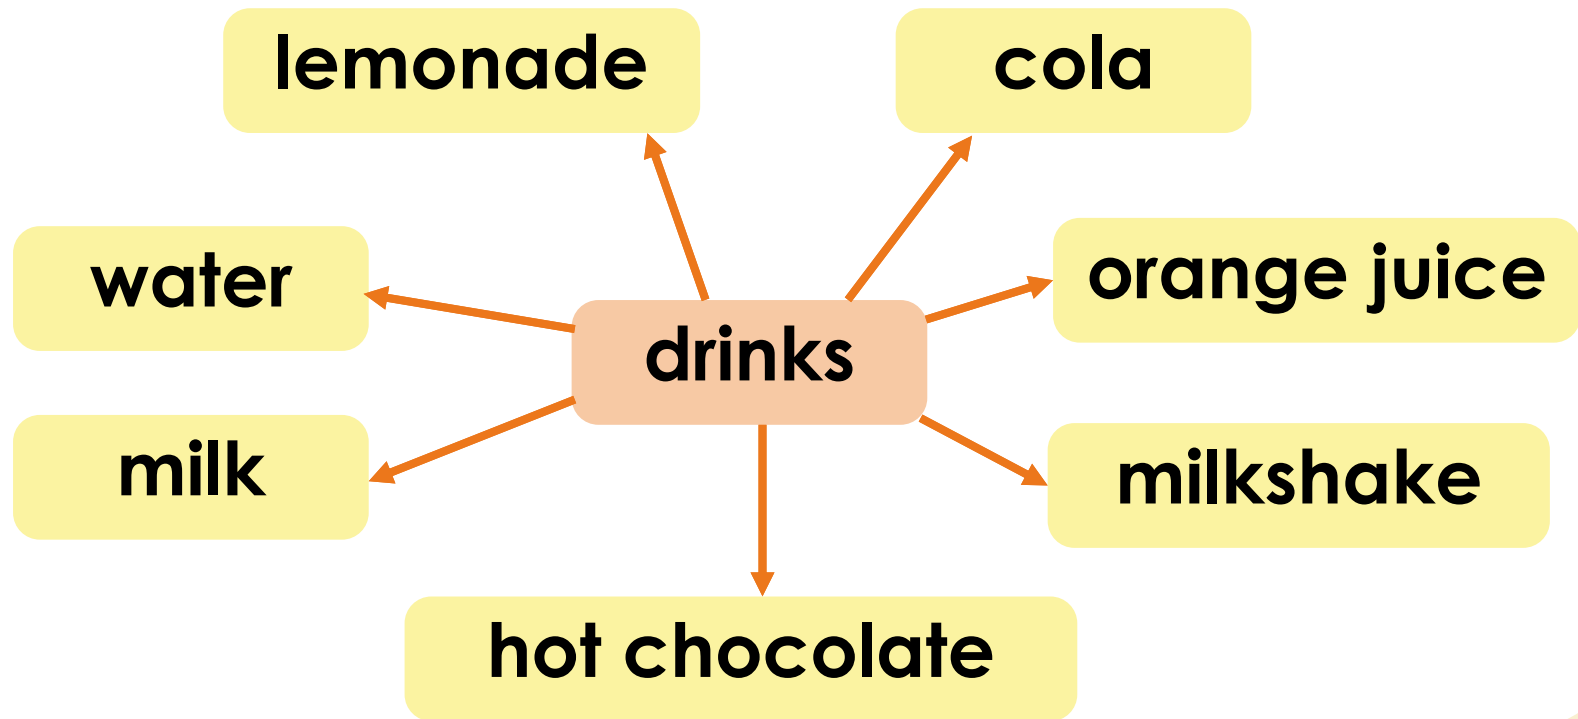 lemonade
cola
water
orange juice
drinks
milk
milkshake
hot chocolate